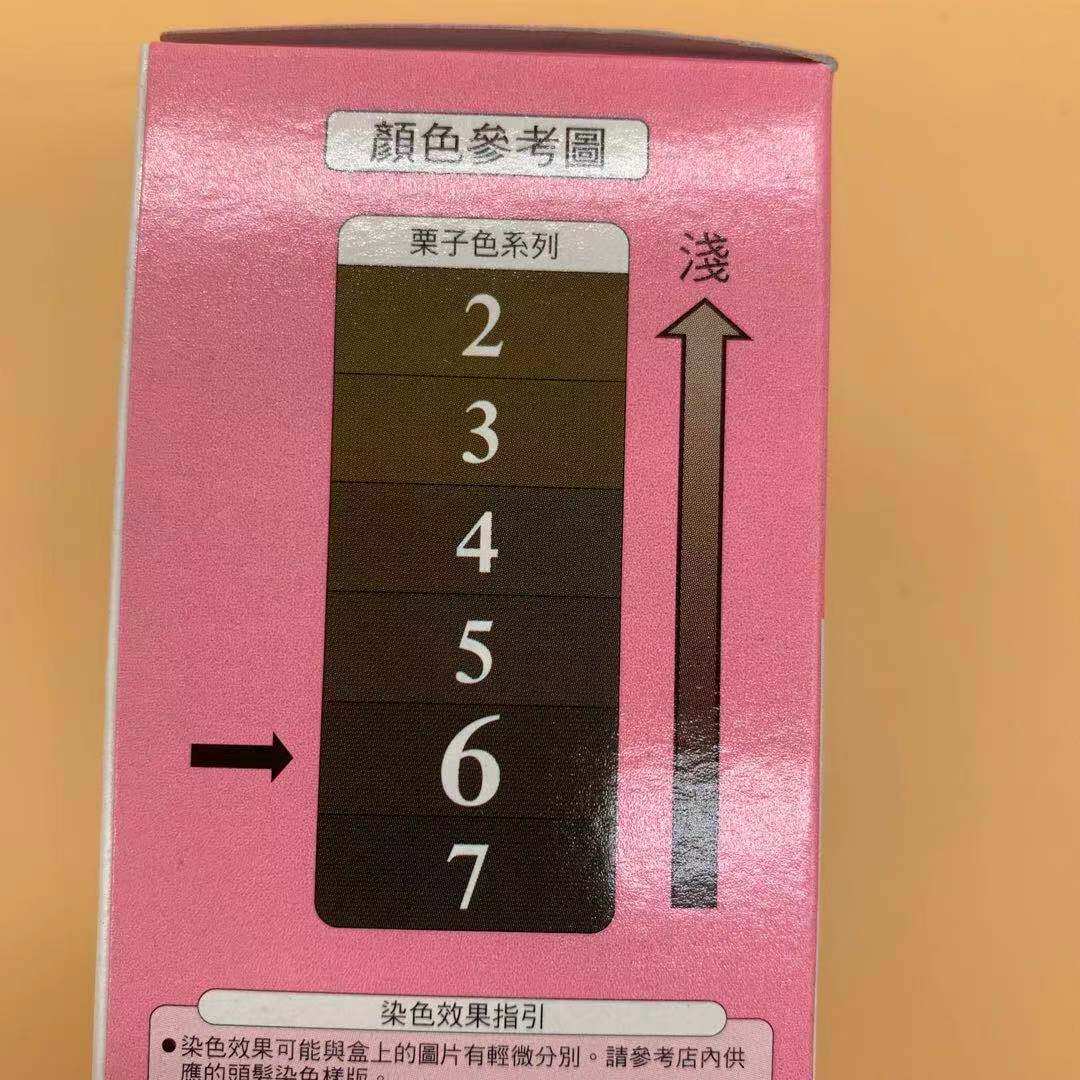 顏色參考圖
栗子色系列
淺
2
3
4
5
6
7
染色效果指引
●染色效果可能與盒上的圖片有輕微分別。請參考店內供
應的頭髮染色樣版。